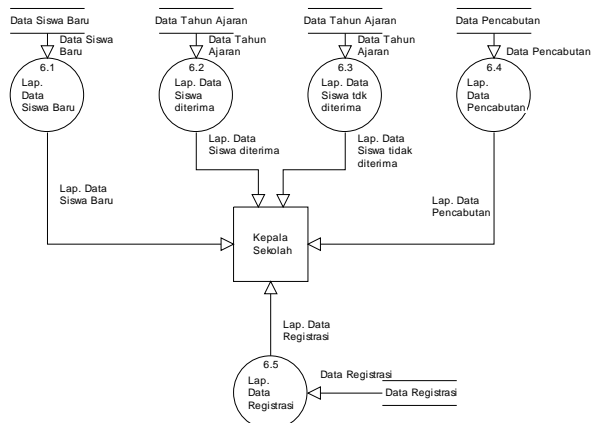 Data Siswa Baru
Data Tahun Ajaran
Data Tahun Ajaran
Data Pencabutan
Data Siswa
Baru
Data Tahun
Ajaran
Data Tahun
Ajaran
Data Pencabutan
6.1
Lap.
Data
Siswa Baru
6.2
Lap. Data
Siswa
diterima
6.3
Lap. Data
Siswa tdk
diterima
6.4
Lap.
Data
Pencabutan
Lap. Data
Siswa Baru
Lap. Data
Siswa diterima
Lap. Data
Siswa tidak
diterima
Lap. Data
Pencabutan
Kepala
Sekolah
Lap. Data
Registrasi
6.5
Lap.
Data
Registrasi
Data Registrasi
Data Registrasi